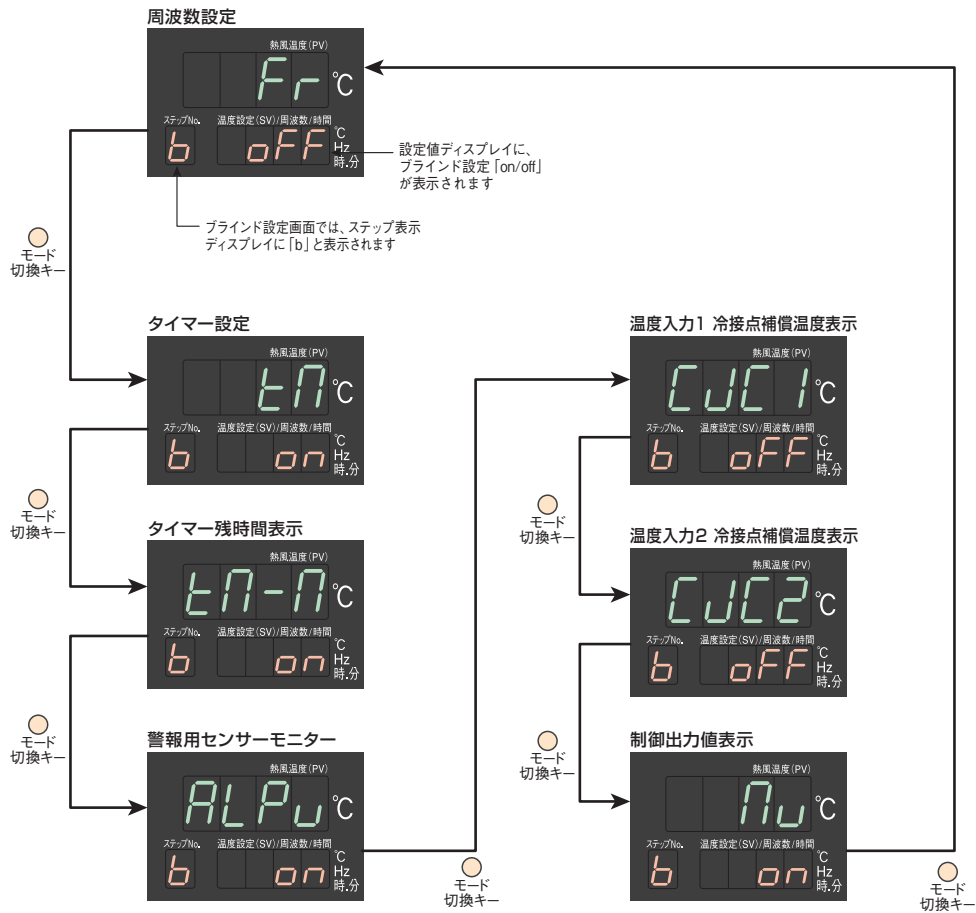 周波数設定
熱風温度(PV)
Fr
℃
ステップNo.
温度設定(SV)/周波数/時間
b
oFF
℃
Hz
時.分
設定値ディスプレイに、
ブラインド設定「on/off」
が表示されます
ブラインド設定画面では、ステップ表示
ディスプレイに「b」と表示されます
モード
切換キー
タイマー設定
熱風温度(PV)
tM
℃
ステップNo.
温度設定(SV)/周波数/時間
b
on
℃
Hz
時.分
モード
切換キー
タイマー残時間表示
熱風温度(PV)
tM-M
℃
ステップNo.
温度設定(SV)/周波数/時間
b
on
℃
Hz
時.分
モード
切換キー
警報用センサーモニター
熱風温度(PV)
ALPv
℃
ステップNo.
温度設定(SV)/周波数/時間
b
on
℃
Hz
時.分
モード
切換キー
温度入力1 冷接点補償温度表示
熱風温度(PV)
CJC1
℃
ステップNo.
温度設定(SV)/周波数/時間
b
oFF
℃
Hz
時.分
モード
切換キー
温度入力2 冷接点補償温度表示
熱風温度(PV)
CJC2
℃
ステップNo.
温度設定(SV)/周波数/時間
b
oFF
℃
Hz
時.分
モード
切換キー
制御出力値表示
熱風温度(PV)
Mv
℃
ステップNo.
温度設定(SV)/周波数/時間
b
on
℃
Hz
時.分
モード
切換キー